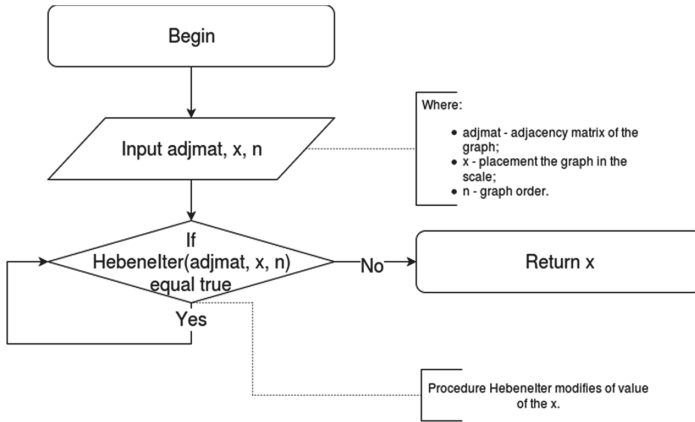 Begin
Input adjmat, x, n
Where:
● adjmat - adjacency matrix of the
graph;
● x - placement the graph in the
scale;
● n - graph order.
If
HebeneIter(adjmat, x, n)
equal true
No
Return x
Yes
Procedure HebeneIter modifies of value
of the x.